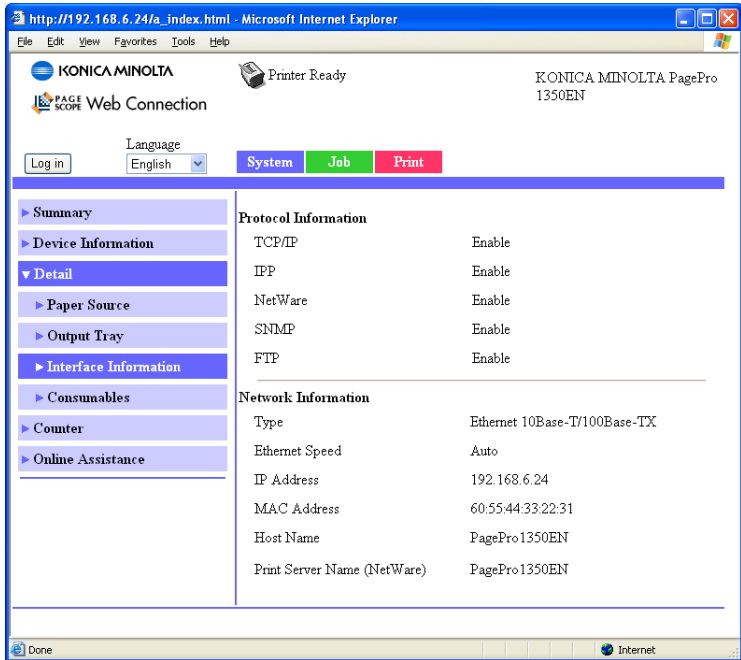 http://192.168.6.24/a_index.html - Microsoft Internet Explorer
File Edit View Favorites Tools Help
KONICA MINOLTA
Printer Ready
KONICA MINOLTA PagePro 1350EN
PAGE SCOPE Web Connection
Language
Log in English System Job Print
Summary
Device Information
Detail
Paper Source
Output Tray
Interface Information
Consumables
Counter
Online Assistance
Protocol Information
TCP/IP Enable
IPP Enable
NetWare Enable
SNMP Enable
FTP Enable
Network Information
Type Ethernet 10Base-T/100Base-TX
Ethernet Speed Auto
IP Address 192.168.6.24
MAC Address 60:55:44:33:22:31
Host Name PagePro1350EN
Print Server Name (NetWare) PagePro1350EN
Done Internet